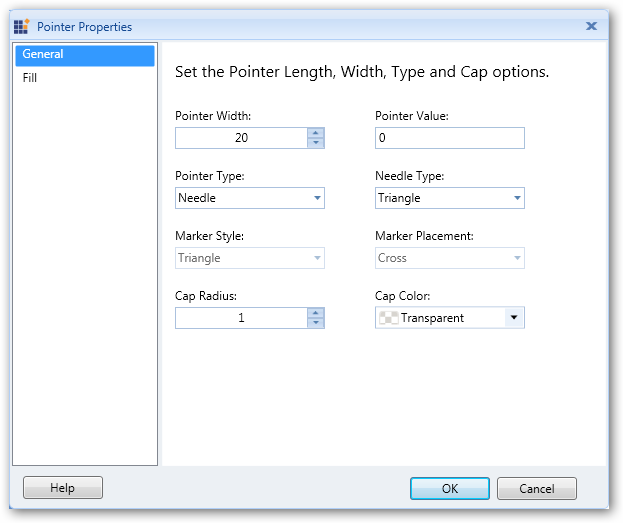 Pointer Properties
General
Fill
Set the Pointer Length, Width, Type and Cap options.
Pointer Width: Pointer Value:
20 0
Pointer Type: Needle Type:
Needle Triangle
Marker Style: Marker Placement:
Triangle Cross
Cap Radius: Cap Color:
1 Transparent
Help OK Cancel